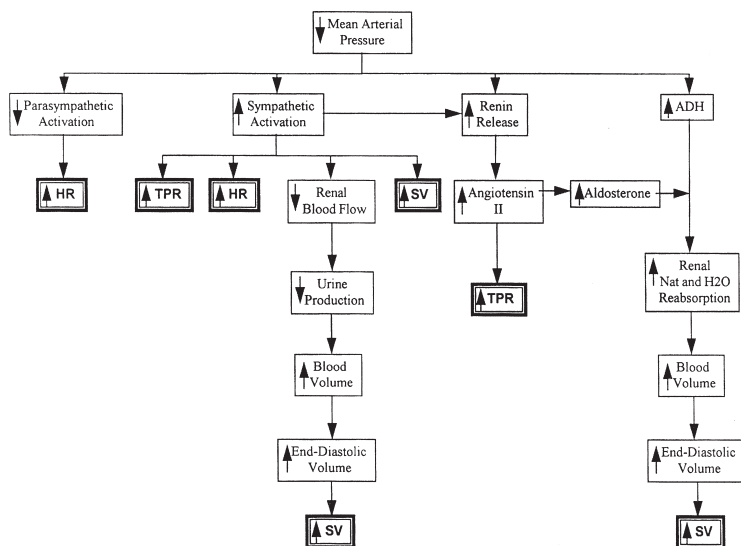 Mean Arterial
Pressure
Parasympathetic
Activation
Sympathetic
Activation
Renin
Release
ADH
HR
TPR
HR
Renal
Blood Flow
SV
Angiotensin
II
Aldosterone
Urine
Production
TPR
Renal
Nat and H2O
Reabsorption
Blood
Volume
Blood
Volume
End-Diastolic
Volume
End-Diastolic
Volume
SV
SV